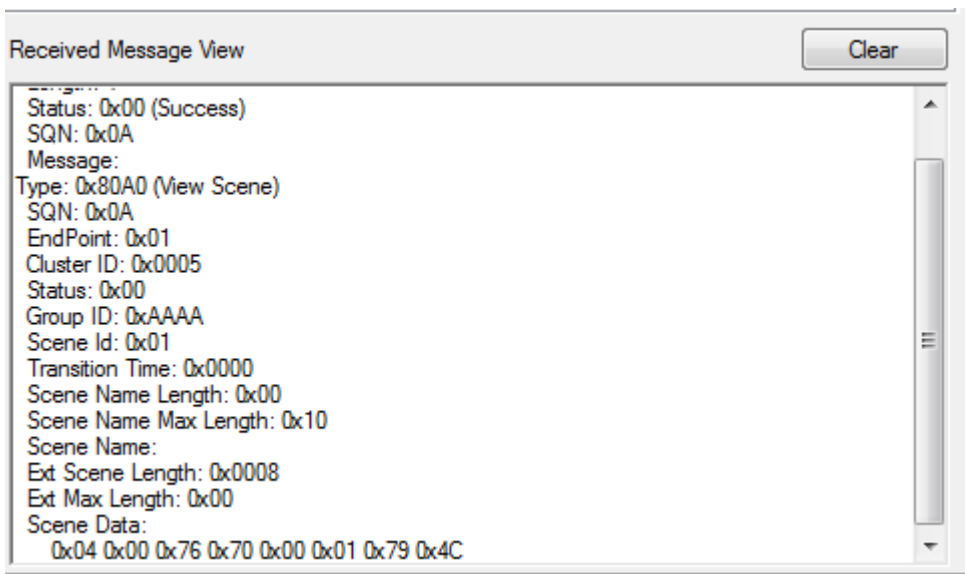 Received Message View
Clear
Status: 0x00 (Success)
SQN: 0x0A
Message:
Type: 0x80A0 (View Scene)
SQN: 0x0A
EndPoint: 0x01
Cluster ID: 0x0005
Status: 0x00
Group ID: 0xAAAA
Scene Id: 0x01
Transition Time: 0x0000
Scene Name Length: 0x00
Scene Name Max Length: 0x10
Scene Name:
Ext Scene Length: 0x0008
Ext Max Length: 0x00
Scene Data:
0x04 0x00 0x76 0x70 0x00 0x01 0x79 0x4C